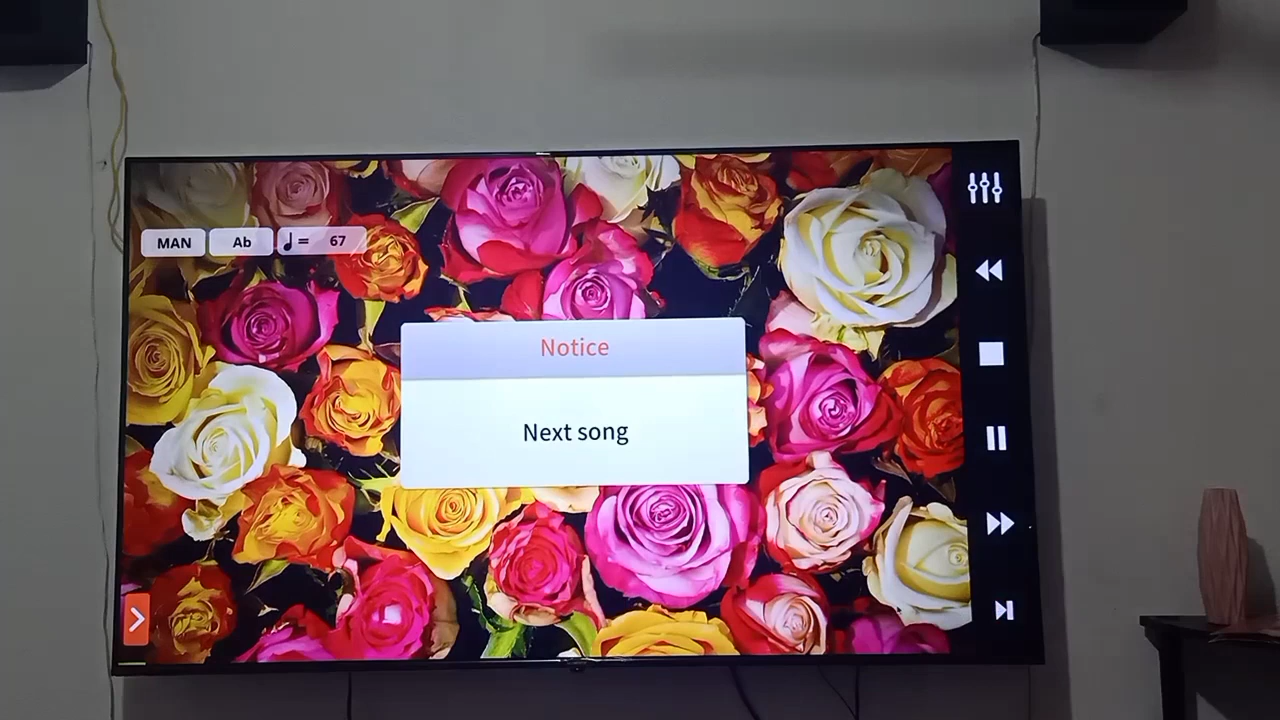 MAN Ab ♩= 67
Notice
Next song